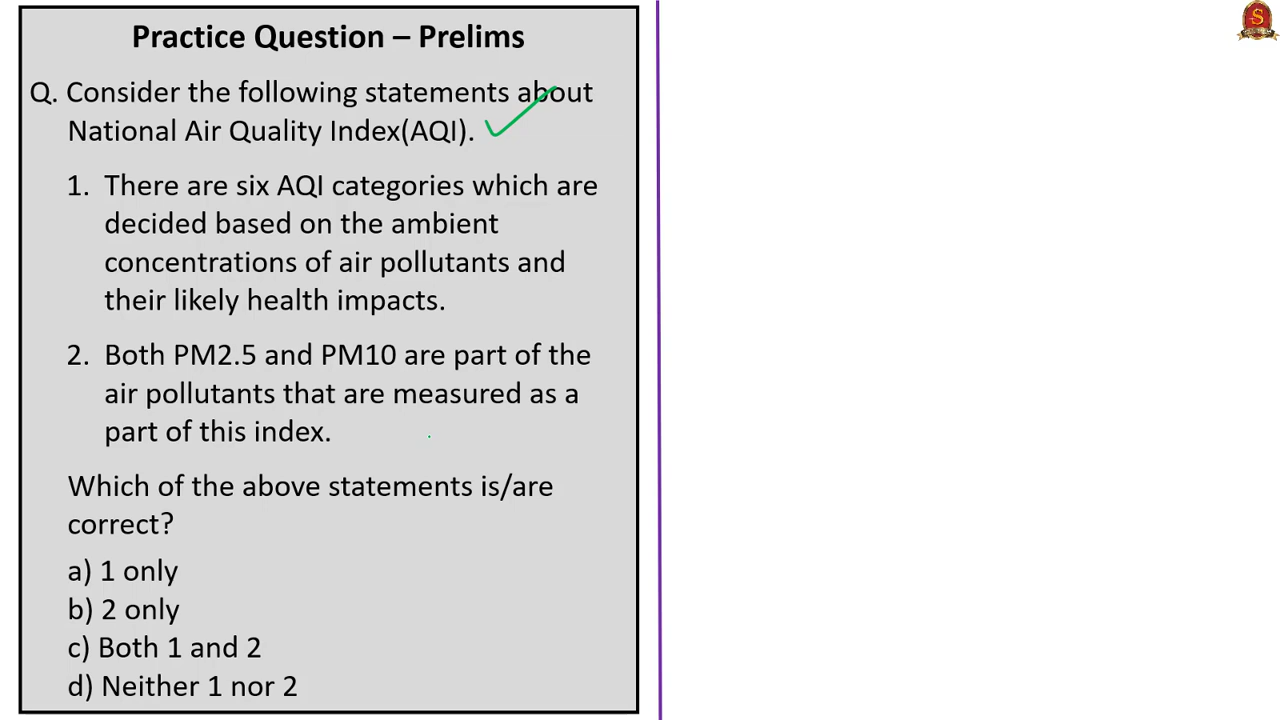 Practice Question – Prelims
Q. Consider the following statements about
National Air Quality Index(AQI).
1. There are six AQI categories which are
decided based on the ambient
concentrations of air pollutants and
their likely health impacts.
2. Both PM2.5 and PM10 are part of the
air pollutants that are measured as a
part of this index.
Which of the above statements is/are
correct?
a) 1 only
b) 2 only
c) Both 1 and 2
d) Neither 1 nor 2
S